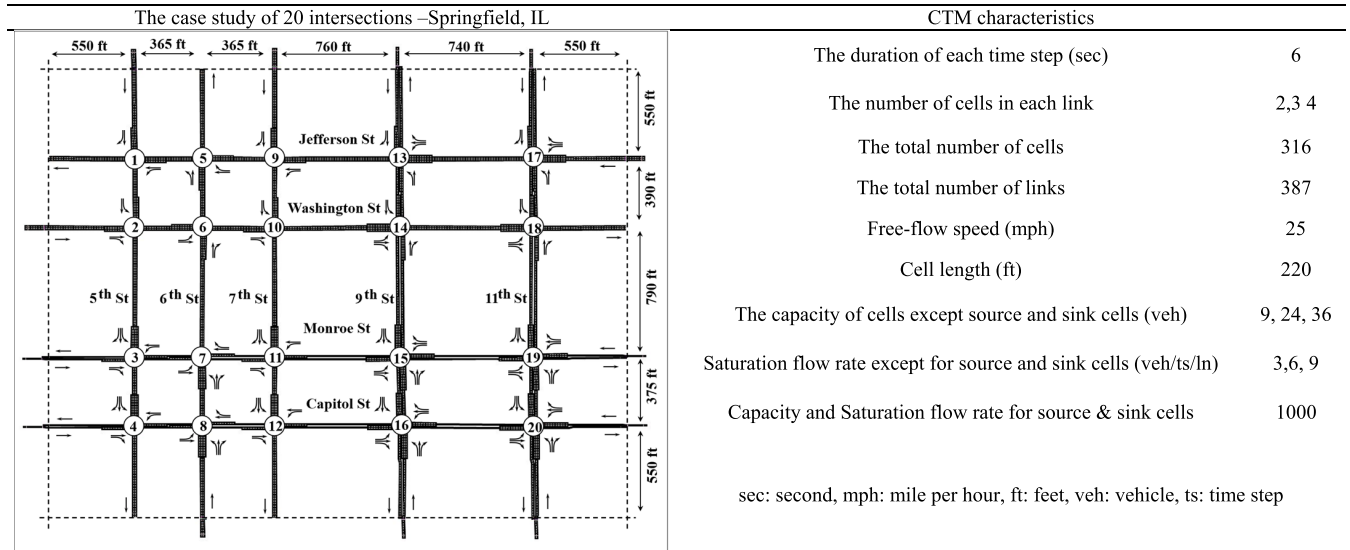 The case study of 20 intersections –Springfield, IL
CTM characteristics
550 ft 365 ft 365 ft 760 ft 740 ft 550 ft
550 ft
Jefferson St
1 5 9 13 17
390 ft
Washington St
2 6 10 14 18
790 ft
5th St 6th St 7th St 9th St 11th St
Monroe St
3 7 11 15 19
375 ft
Capitol St
4 8 12 16 20
550 ft
The duration of each time step (sec) 6
The number of cells in each link 2,3 4
The total number of cells 316
The total number of links 387
Free-flow speed (mph) 25
Cell length (ft) 220
The capacity of cells except source and sink cells (veh) 9, 24, 36
Saturation flow rate except for source and sink cells (veh/ts/ln) 3,6, 9
Capacity and Saturation flow rate for source & sink cells 1000
sec: second, mph: mile per hour, ft: feet, veh: vehicle, ts: time step